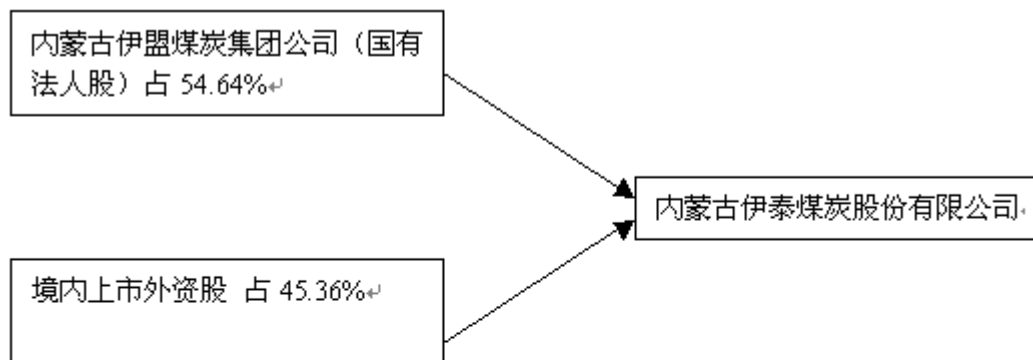 内蒙古伊盟煤炭集团公司（国有
法人股）占 54.64%↵
内蒙古伊泰煤炭股份有限公司
境内上市外资股 占 45.36%↵